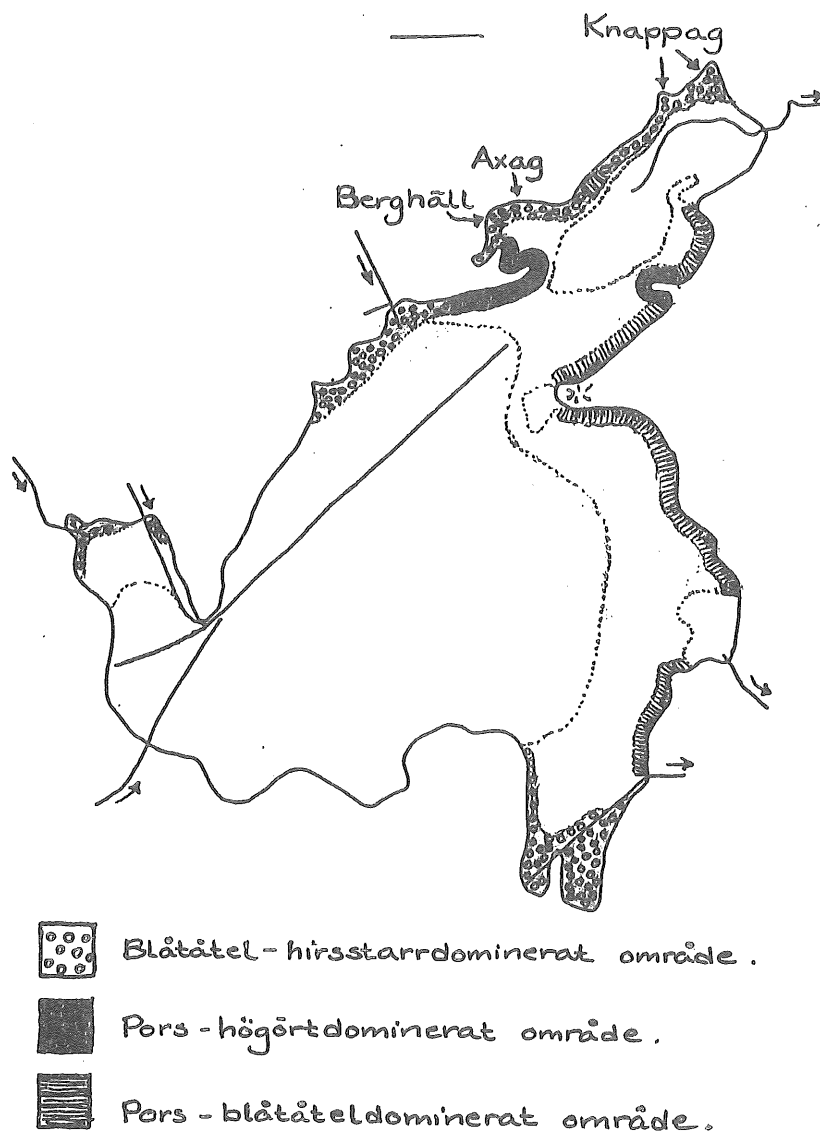 Knappag
Axag
Berghäll
Blåtåtel-hirsstarrdominerat område.
Pors-högörtdominerat område.
Pors-blåtåteldominerat område.